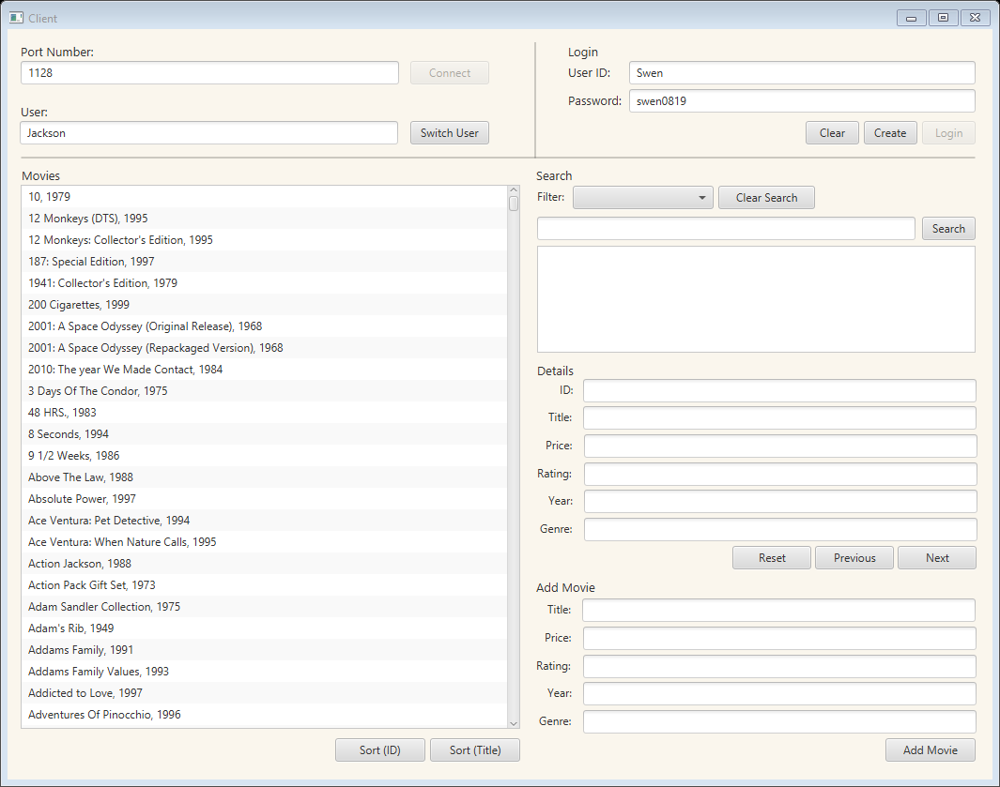 Client
Port Number:
1128
Connect
User:
Jackson
Switch User
Login
User ID:
Swen
Password:
swen0819
Clear
Create
Login
Movies
10, 1979
12 Monkeys (DTS), 1995
12 Monkeys: Collector's Edition, 1995
187: Special Edition, 1997
1941: Collector's Edition, 1979
200 Cigarettes, 1999
2001: A Space Odyssey (Original Release), 1968
2001: A Space Odyssey (Repackaged Version), 1968
2010: The year We Made Contact, 1984
3 Days Of The Condor, 1975
48 HRS., 1983
8 Seconds, 1994
9 1/2 Weeks, 1986
Above The Law, 1988
Absolute Power, 1997
Ace Ventura: Pet Detective, 1994
Ace Ventura: When Nature Calls, 1995
Action Jackson, 1988
Action Pack Gift Set, 1973
Adam Sandler Collection, 1975
Adam's Rib, 1949
Addams Family, 1991
Addams Family Values, 1993
Addicted to Love, 1997
Adventures Of Pinocchio, 1996
Sort (ID)
Sort (Title)
Search
Filter:
Clear Search
Search
Details
ID:
Title:
Price:
Rating:
Year:
Genre:
Reset
Previous
Next
Add Movie
Title:
Price:
Rating:
Year:
Genre:
Add Movie